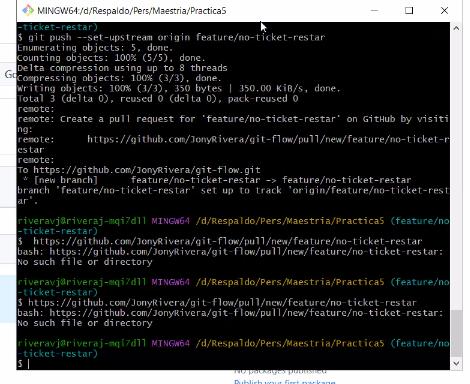 MINGW64:/d/Respaldo/Pers/Maestria/Practica5
-ticket-restar)
$ git push --set-upstream origin feature/no-ticket-restar
Enumerating objects: 5, done.
Counting objects: 100% (5/5), done.
Delta compression using up to 8 threads
Compressing objects: 100% (3/3), done.
Writing objects: 100% (3/3), 350 bytes | 350.00 KiB/s, done.
Total 3 (delta 0), reused 0 (delta 0), pack-reused 0
remote:
remote: Create a pull request for 'feature/no-ticket-restar' on GitHub by visiti
ng:
remote:      https://github.com/JonyRivera/git-flow/pull/new/feature/no-ticket-r
estar
remote:
To https://github.com/JonyRivera/git-flow.git
 * [new branch]      feature/no-ticket-restar -> feature/no-ticket-restar
branch 'feature/no-ticket-restar' set up to track 'origin/feature/no-ticket-rest
ar'.
riveravj@riveraj-mqi7dll MINGW64 /d/Respaldo/Pers/Maestria/Practica5 (feature/no
-ticket-restar)
$  https://github.com/JonyRivera/git-flow/pull/new/feature/no-ticket-restar
bash: https://github.com/JonyRivera/git-flow/pull/new/feature/no-ticket-restar:
No such file or directory
riveravj@riveraj-mqi7dll MINGW64 /d/Respaldo/Pers/Maestria/Practica5 (feature/no
-ticket-restar)
$ https://github.com/JonyRivera/git-flow/pull/new/feature/no-ticket-restar
bash: https://github.com/JonyRivera/git-flow/pull/new/feature/no-ticket-restar:
No such file or directory
riveravj@riveraj-mqi7dll MINGW64 /d/Respaldo/Pers/Maestria/Practica5 (feature/no
-ticket-restar)
$
No packages published
Publish your first package